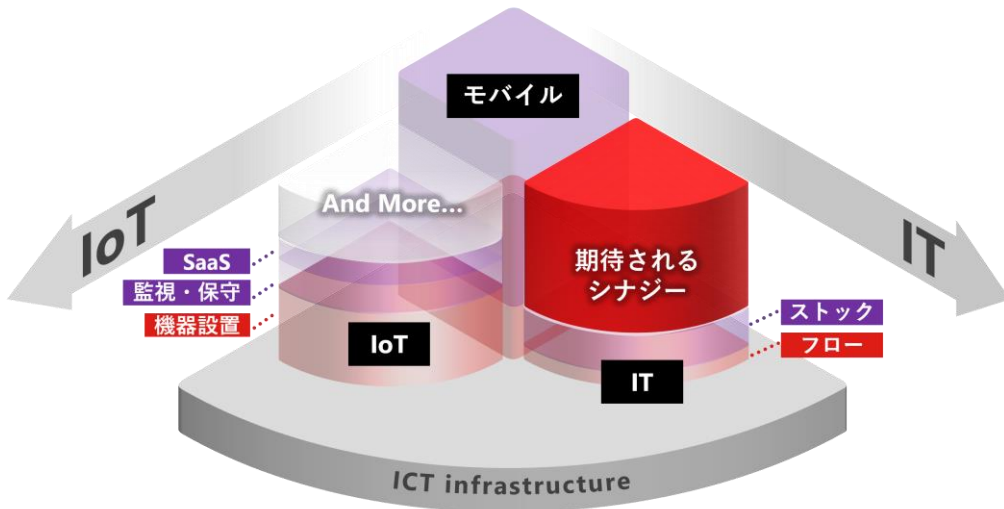 モバイル
IoT
IT
And More...
SaaS
監視・保守
機器設置
期待される
シナジー
ストック
フロー
IoT
IT
ICT infrastructure